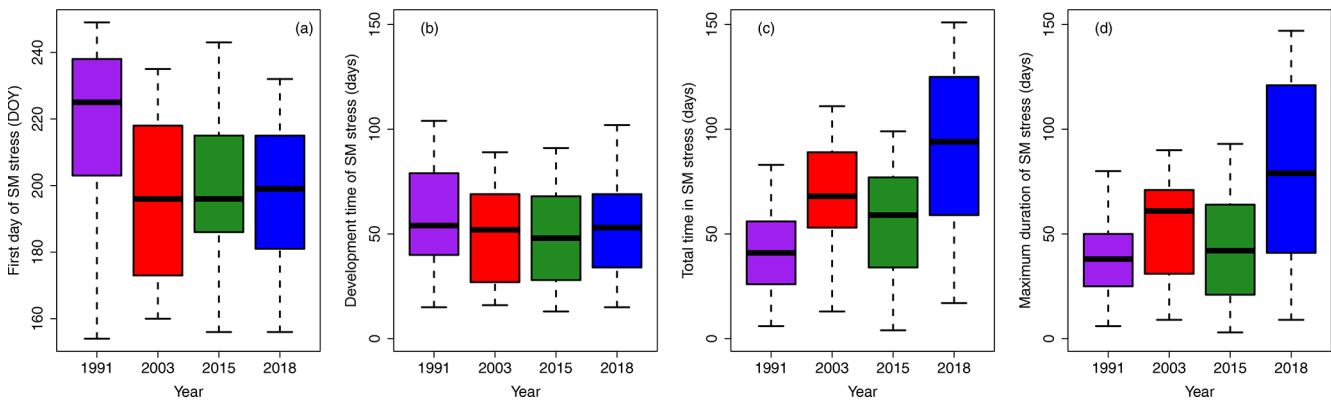 (a)
First day of SM stress (DOY)
160
180
200
220
240
1991
2003
2015
2018
Year
(b)
Development time of SM stress (days)
0
50
100
150
1991
2003
2015
2018
Year
(c)
Total time in SM stress (days)
0
50
100
150
1991
2003
2015
2018
Year
(d)
Maximum duration of SM stress (days)
0
50
100
150
1991
2003
2015
2018
Year